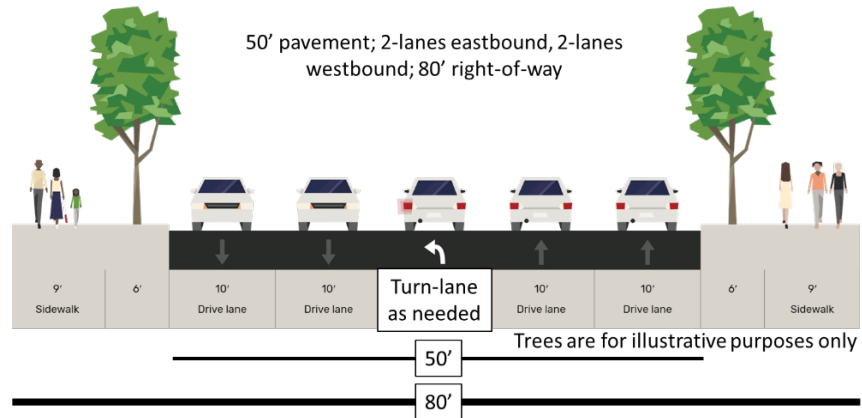 50’ pavement; 2-lanes eastbound, 2-lanes
westbound; 80’ right-of-way
9’
Sidewalk
6’
10’
Drive lane
10’
Drive lane
Turn-lane
as needed
10’
Drive lane
10’
Drive lane
6’
9’
Sidewalk
Trees are for illustrative purposes only
50’
80’